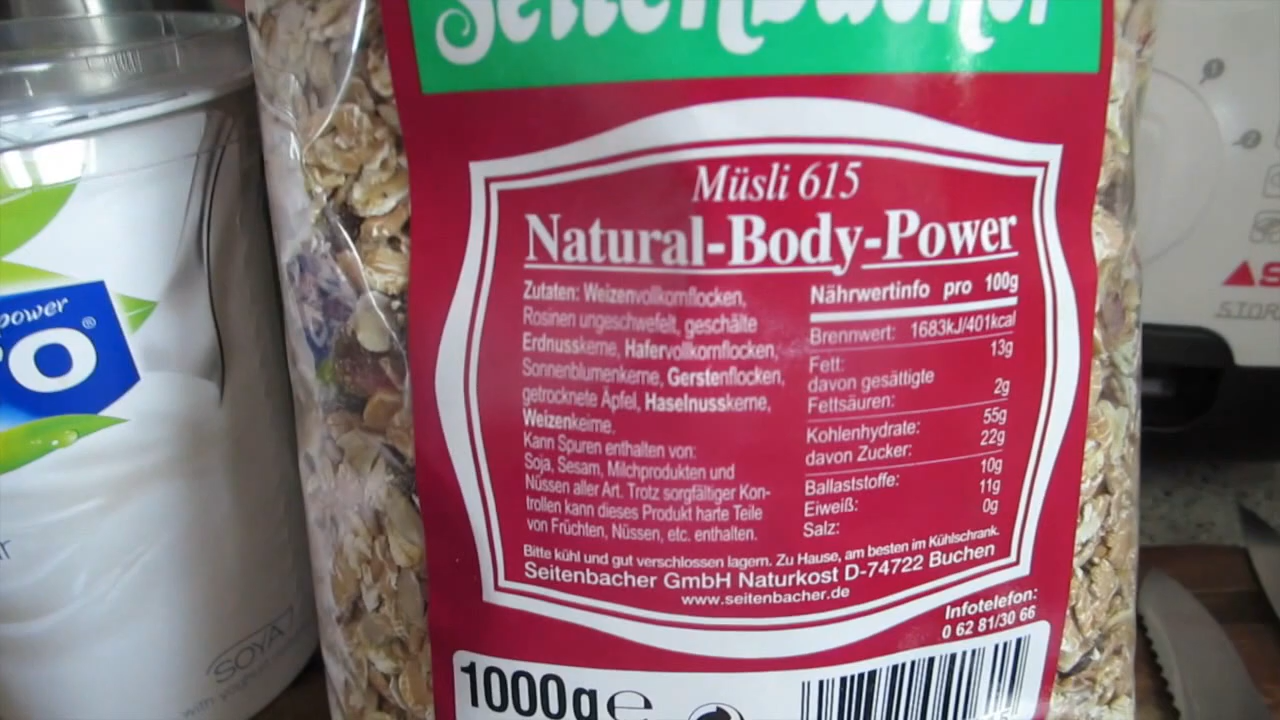 Seitenbacher
Müsli 615
Natural-Body-Power
Zutaten: Weizenvollkornflocken,
Rosinen ungeschwefelt, geschälte
Erdnusskerne, Hafervollkornflocken,
Sonnenblumenkerne, Gerstenflocken,
getrocknete Äpfel, Haselnusskerne,
Weizenkeime.
Kann Spuren enthalten von:
Soja, Sesam, Milchprodukten und
Nüssen aller Art. Trotz sorgfältiger Kon-
trollen kann dieses Produkt harte Teile
von Früchten, Nüssen, etc. enthalten.
Nährwertinfo pro 100g
Brennwert: 1683kJ/401kcal
Fett: 13g
davon gesättigte
Fettsäuren: 2g
Kohlenhydrate: 55g
davon Zucker: 22g
Ballaststoffe: 10g
Eiweiß: 11g
Salz: 0g
Bitte kühl und gut verschlossen lagern. Zu Hause, am besten im Kühlschrank.
Seitenbacher GmbH Naturkost D-74722 Buchen
www.seitenbacher.de
Infotelefon:
0 62 81/30 66
1000g e
power
O®
SOYA
with